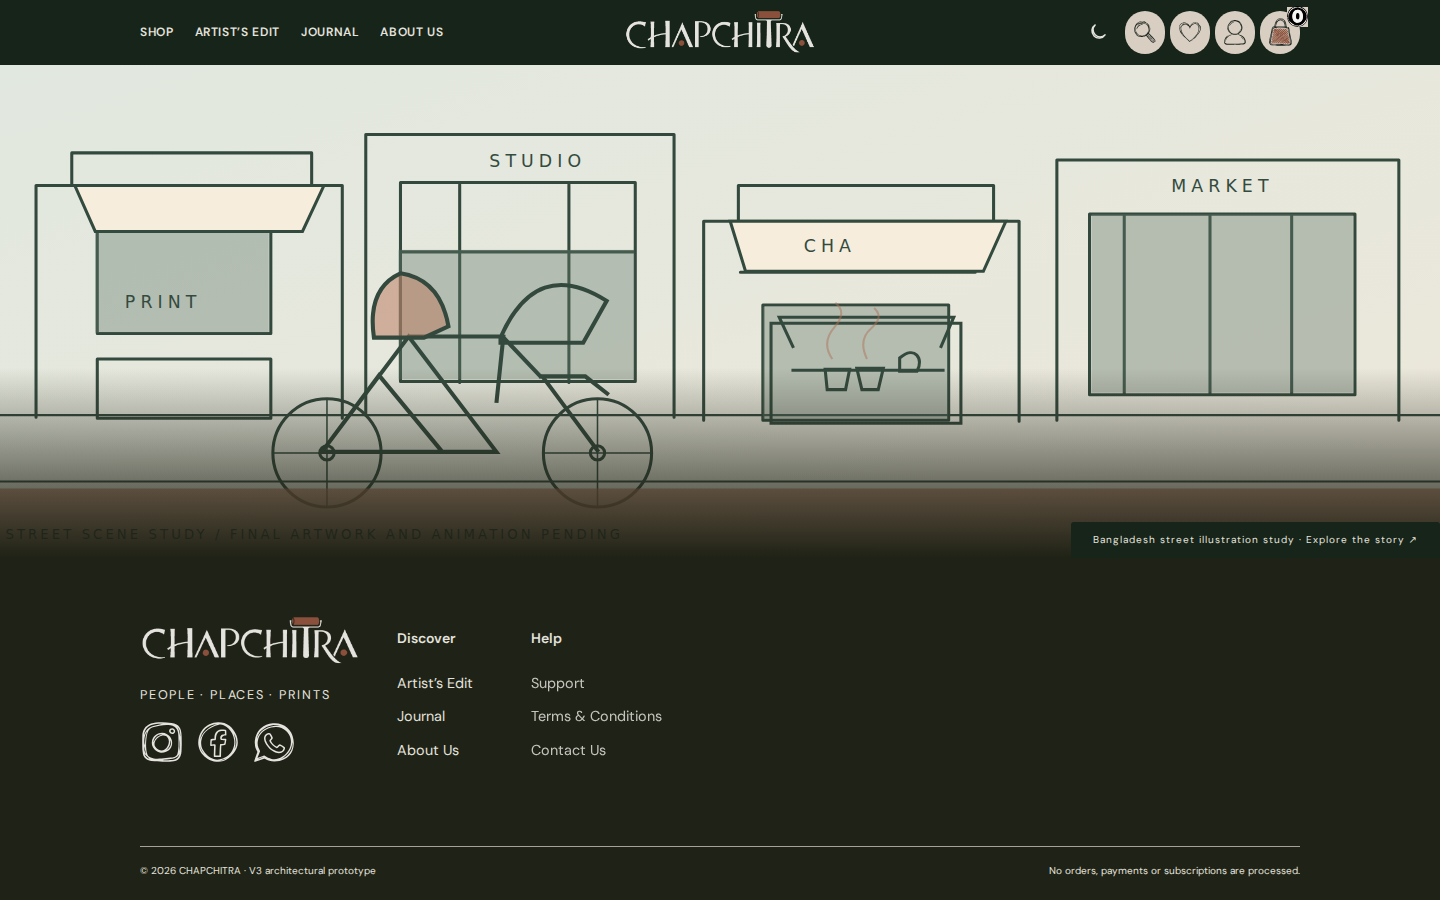 SHOP
ARTIST'S EDIT
JOURNAL
ABOUT US
CHAPCHITRA
0
STUDIO
MARKET
CHA
PRINT
STREET SCENE STUDY / FINAL ARTWORK AND ANIMATION PENDING
Bangladesh street illustration study · Explore the story ↗
CHAPCHITRA
PEOPLE · PLACES · PRINTS
Discover
Artist's Edit
Journal
About Us
Help
Support
Terms & Conditions
Contact Us
© 2026 CHAPCHITRA · V3 architectural prototype
No orders, payments or subscriptions are processed.